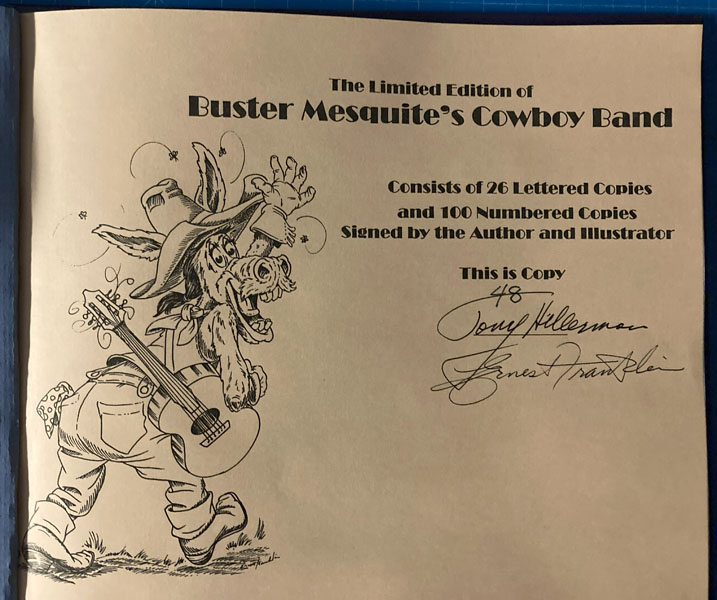 The Limited Edition of
Buster Mesquite's Cowboy Band
Consists of 26 Lettered Copies
and 100 Numbered Copies
Signed by the Author and Illustrator
This is Copy
48
Tony Hillerman
Ernest Franklin